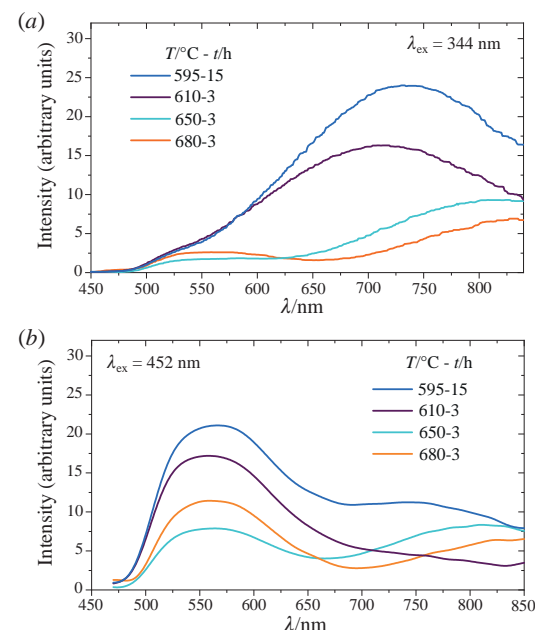 (a)
λex = 344 nm
T/°C - t/h
595-15
610-3
650-3
680-3
Intensity (arbitrary units)
30
25
20
15
10
5
0
450 500 550 600 650 700 750 800
λ/nm
(b)
λex = 452 nm
T/°C - t/h
595-15
610-3
650-3
680-3
Intensity (arbitrary units)
30
25
20
15
10
5
0
450 500 550 600 650 700 750 800 850
λ/nm